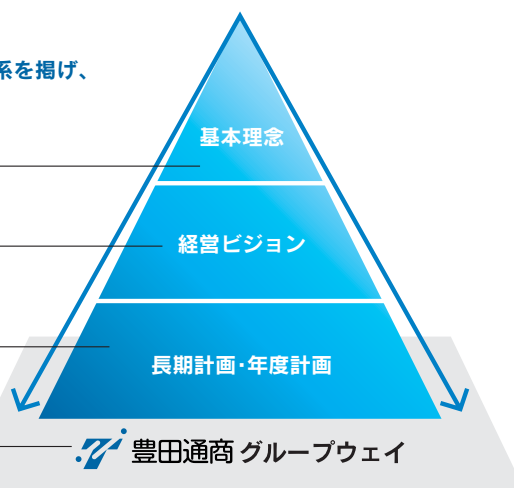 系を掲げ、
基本理念
経営ビジョン
長期計画・年度計画
豊田通商 グループウェイ